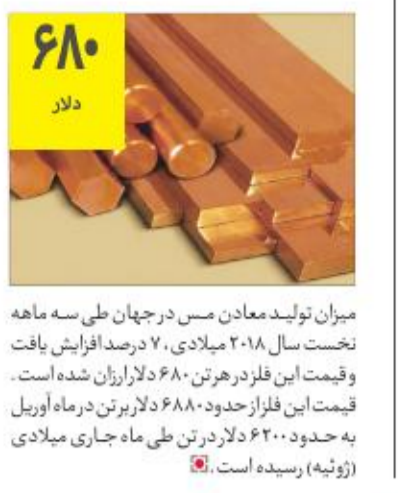 ۶۸۰
دلار
میزان تولید معادن مس در جهان طی سه ماهه
نخست سال ۲۰۱۸ میلادی، ۷ درصد افزایش یافت
و قیمت این فلز در هر تن ۶۸۰ دلار ارزان شده است.
قیمت این فلز از حدود ۶۸۸۰ دلار بر تن در ماه آوریل
به حدود ۶۲۰۰ دلار در تن طی ماه جاری میلادی
(ژوئیه) رسیده است.